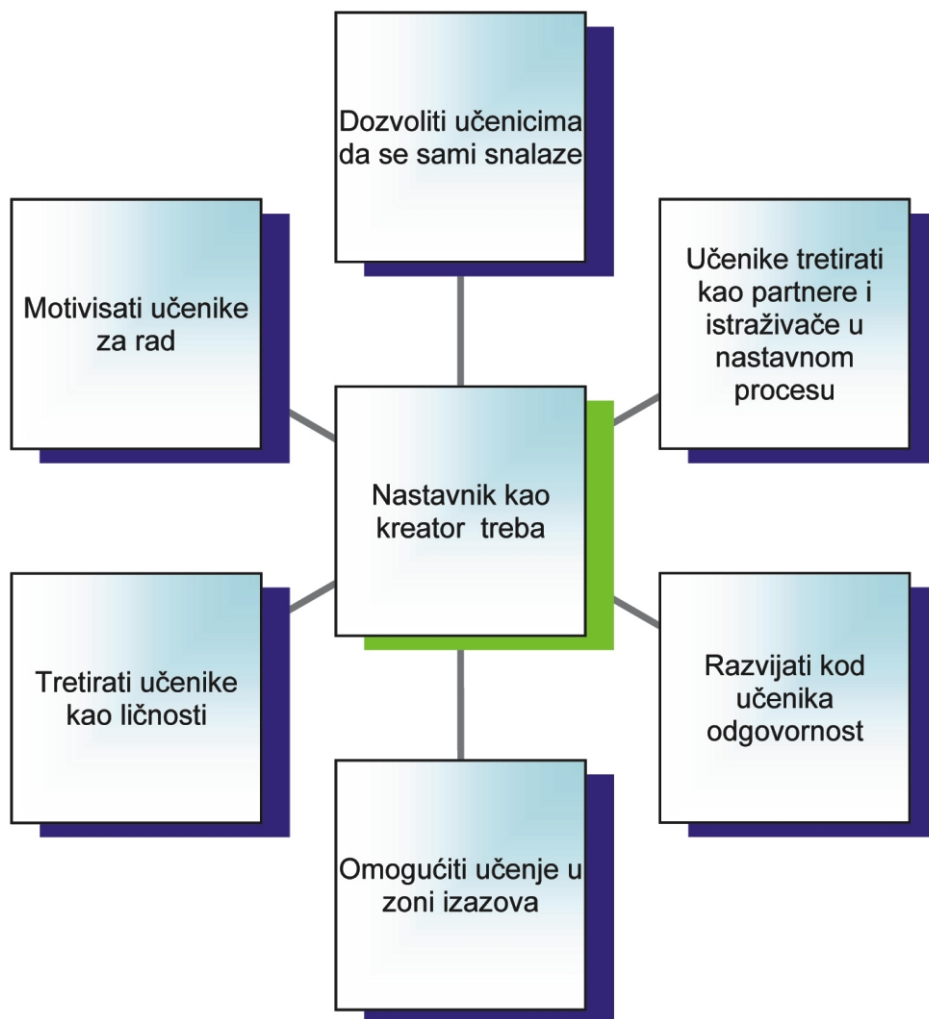 Dozvoliti učenicima
da se sami snalaze
Motivisati učenike
za rad
Učenike tretirati
kao partnere i
istraživače u
nastavnom
procesu
Nastavnik kao
kreator treba
Tretirati učenike
kao ličnosti
Razvijati kod
učenika
odgovornost
Omogućiti učenje u
zoni izazova